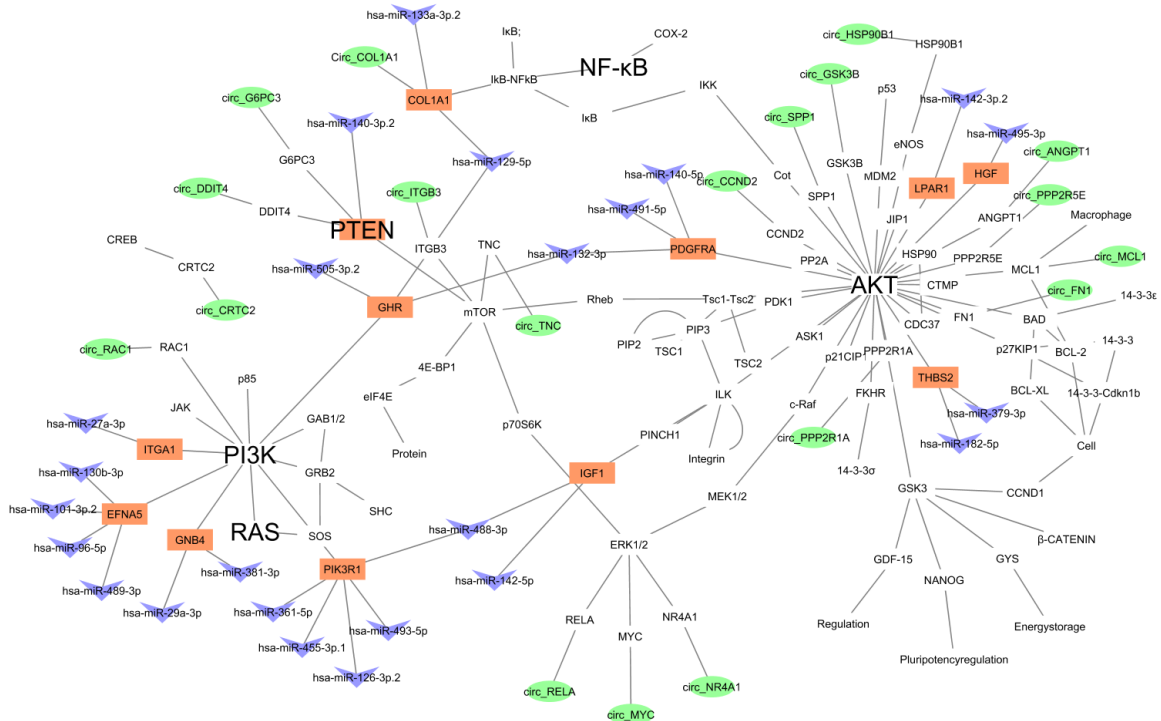 hsa-miR-133a-3p.2
IκB;
COX-2
circ_HSP90B1
HSP90B1
Circ_COL1A1
IkB-NFkB
NF-κB
circ_GSK3B
p53
hsa-miR-142-3p.2
circ_G6PC3
COL1A1
IKK
IκB
circ_SPP1
hsa-miR-495-3p
hsa-miR-140-3p.2
eNOS
circ_ANGPT1
G6PC3
hsa-miR-129-5p
GSK3B
MDM2
Cot
hsa-miR-140-5p
circ_CCND2
LPAR1
HGF
circ_DDIT4
circ_ITGB3
SPP1
circ_PPP2R5E
hsa-miR-491-5p
DDIT4
PTEN
JIP1
ANGPT1
Macrophage
CCND2
CREB
ITGB3
TNC
hsa-miR-132-3p
PDGFRA
PP2A
HSP90
PPP2R5E
circ_MCL1
CRTC2
hsa-miR-505-3p.2
MCL1
AKT
CTMP
circ_FN1
14-3-3ε
circ_CRTC2
GHR
mTOR
Rheb
Tsc1-Tsc2
PDK1
circ_TNC
CDC37
FN1
BAD
PIP3
ASK1
circ_RAC1
RAC1
PIP2
TSC1
p21CIP1
PPP2R1A
p27KIP1
14-3-3
BCL-2
4E-BP1
TSC2
p85
THBS2
eIF4E
ILK
FKHR
BCL-XL
14-3-3-Cdkn1b
JAK
c-Raf
hsa-miR-379-3p
GAB1/2
hsa-miR-27a-3p
p70S6K
PINCH1
circ_PPP2R1A
hsa-miR-182-5p
Cell
ITGA1
PI3K
Protein
Integrin
hsa-miR-130b-3p
GRB2
IGF1
14-3-3σ
GSK3
CCND1
hsa-miR-101-3p.2
EFNA5
SHC
MEK1/2
RAS
SOS
hsa-miR-488-3p
GNB4
hsa-miR-96-5p
β-CATENIN
ERK1/2
GDF-15
GYS
hsa-miR-381-3p
PIK3R1
hsa-miR-142-5p
NANOG
hsa-miR-489-3p
hsa-miR-29a-3p
hsa-miR-361-5p
NR4A1
RELA
Regulation
Energystorage
hsa-miR-493-5p
MYC
hsa-miR-455-3p.1
Pluripotencyregulation
hsa-miR-126-3p.2
circ_RELA
circ_NR4A1
circ_MYC